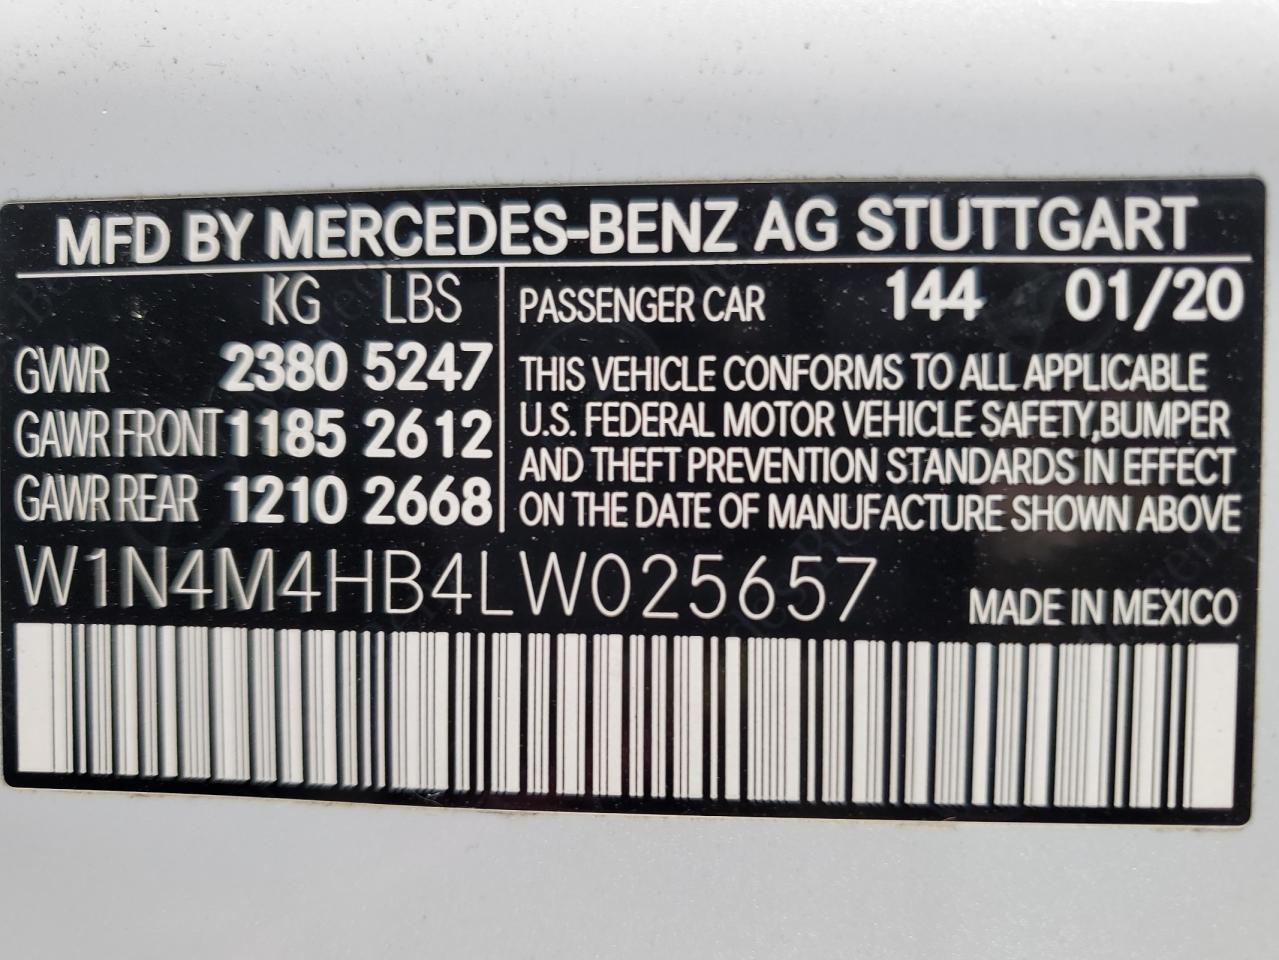 MFD BY MERCEDES-BENZ AG STUTTGART
KG LBS
GVWR 2380 5247
GAWR FRONT 1185 2612
GAWR REAR 1210 2668
PASSENGER CAR 144 01/20
THIS VEHICLE CONFORMS TO ALL APPLICABLE
U.S. FEDERAL MOTOR VEHICLE SAFETY,BUMPER
AND THEFT PREVENTION STANDARDS IN EFFECT
ON THE DATE OF MANUFACTURE SHOWN ABOVE
W1N4M4HB4LW025657
MADE IN MEXICO